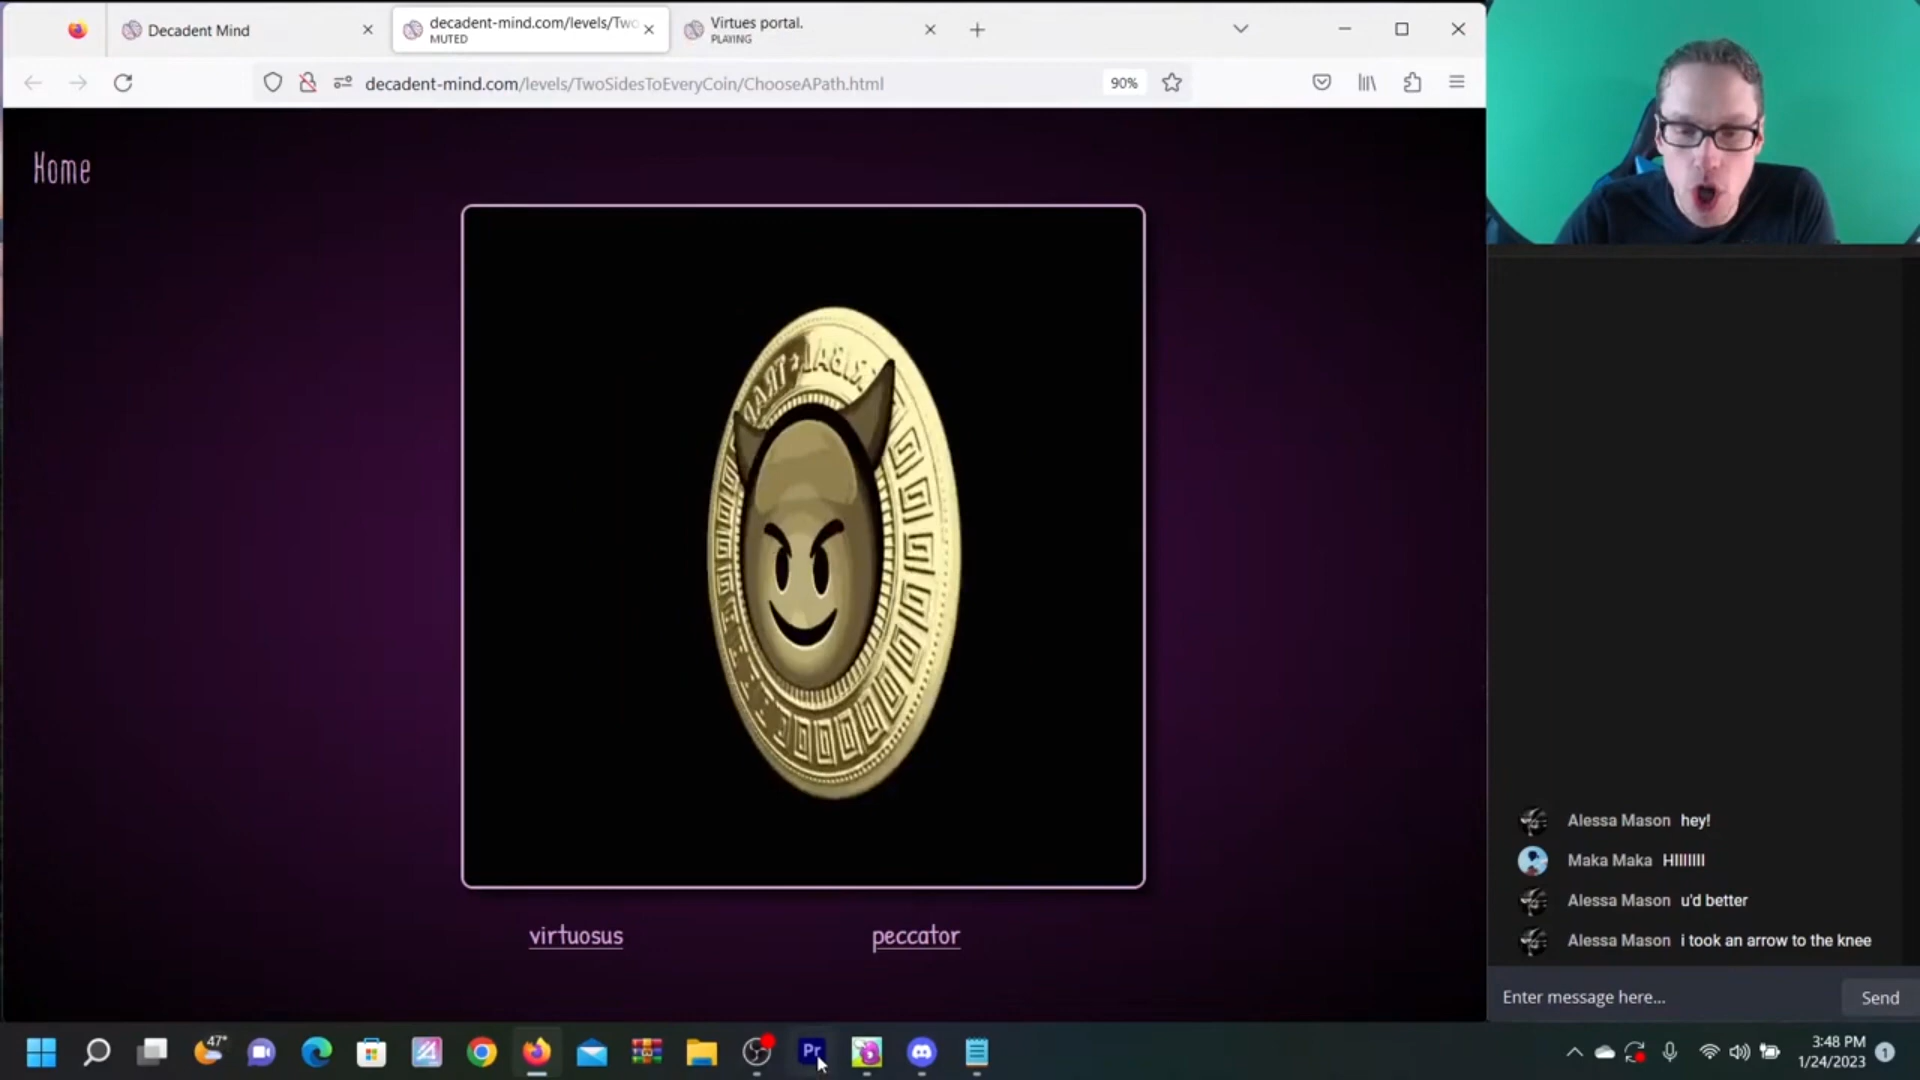 Decadent Mind
decadent-mind.com/levels/Two
MUTED
Virtues portal.
PLAYING
decadent-mind.com/levels/TwoSidesToEveryCoin/ChooseAPath.html
90%
Home
virtuosus
peccator
Alessa Mason hey!
Maka Maka HIIIIIII
Alessa Mason u'd better
Alessa Mason i took an arrow to the knee
Enter message here...
Send
47°
Pr
3:48 PM
1/24/2023
1